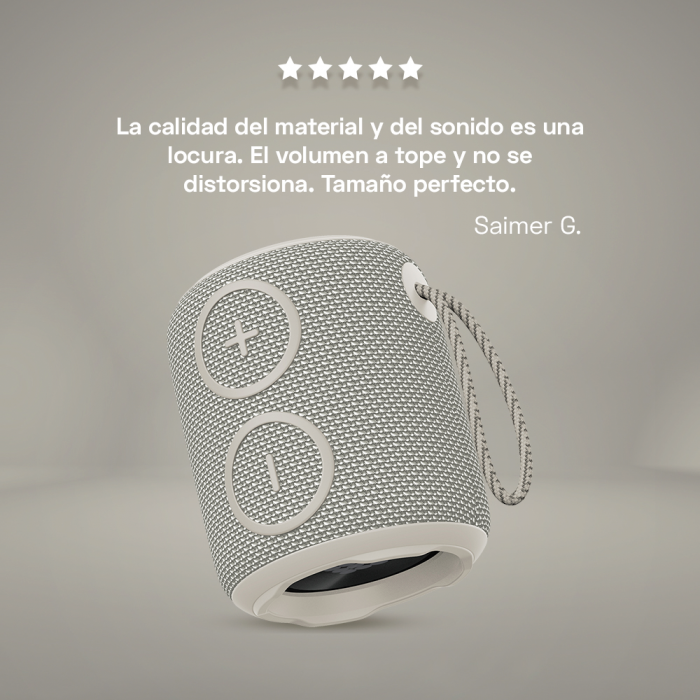 La calidad del material y del sonido es una
locura. El volumen a tope y no se
distorsiona. Tamaño perfecto.
Saimer G.